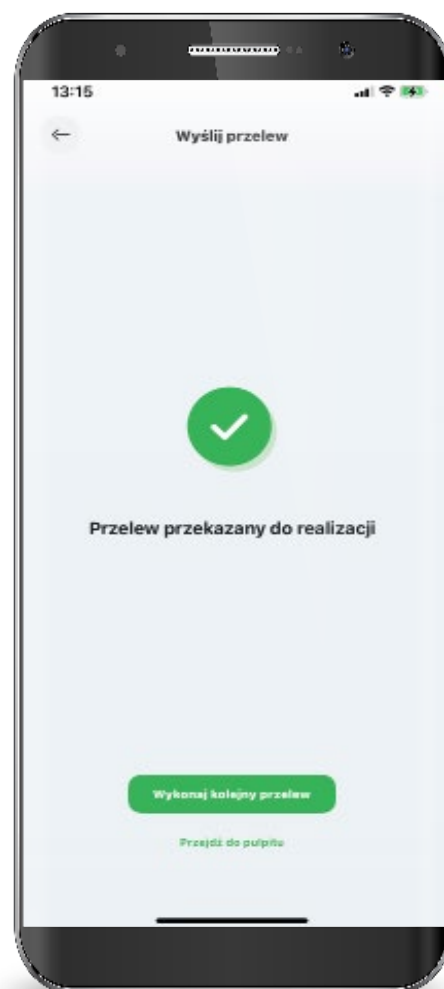 13:15
Wyślij przelew
Przelew przekazany do realizacji
Wykonaj kolejny przelew
Przejdź do pulpitu